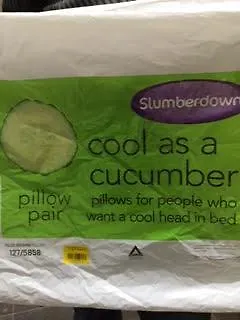 Slumberdown
cool as a
cucumber
pillow
pair
pillows for people who
want a cool head in bed
127/5858